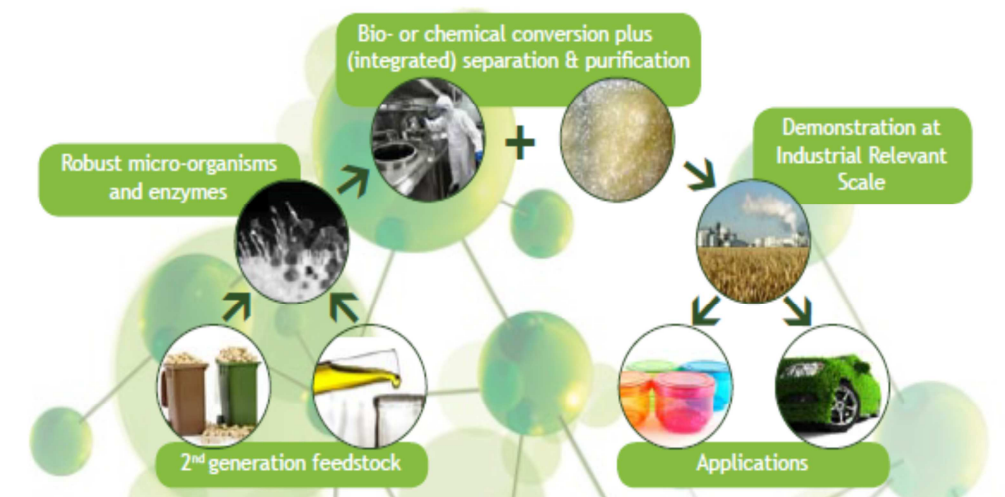 Bio- or chemical conversion plus
(integrated) separation & purification
+
Demonstration at
Industrial Relevant
Scale
Robust micro-organisms
and enzymes
2nd generation feedstock
Applications